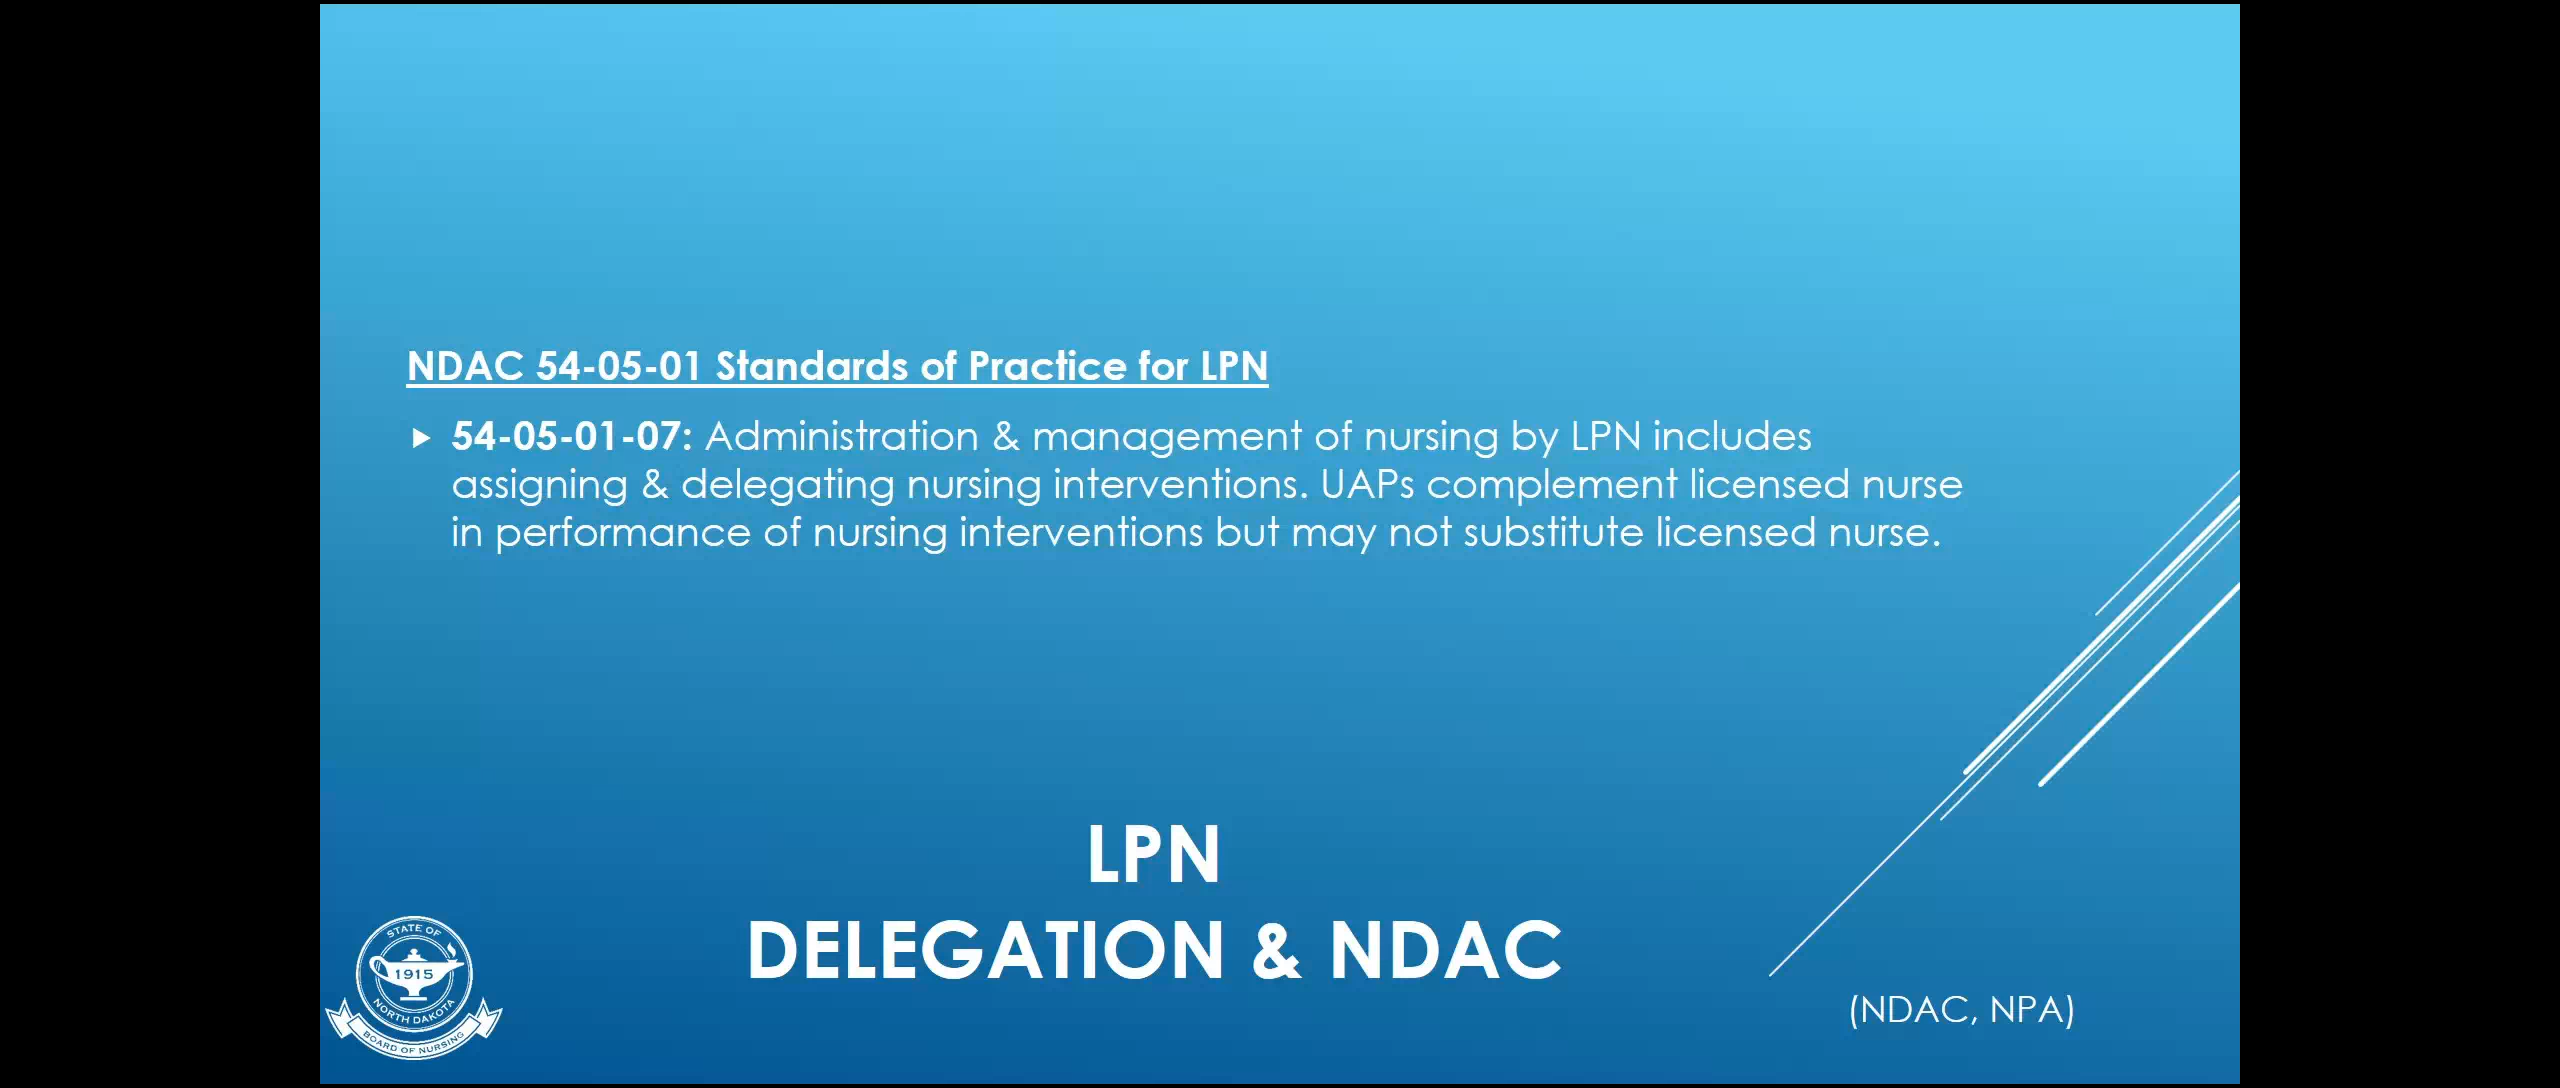 NDAC 54-05-01 Standards of Practice for LPN
54-05-01-07: Administration & management of nursing by LPN includes
assigning & delegating nursing interventions. UAPs complement licensed nurse
in performance of nursing interventions but may not substitute licensed nurse.
LPN
DELEGATION & NDAC
STATE OF
1915
NORTH DAKOTA
BOARD OF NURSING
(NDAC, NPA)